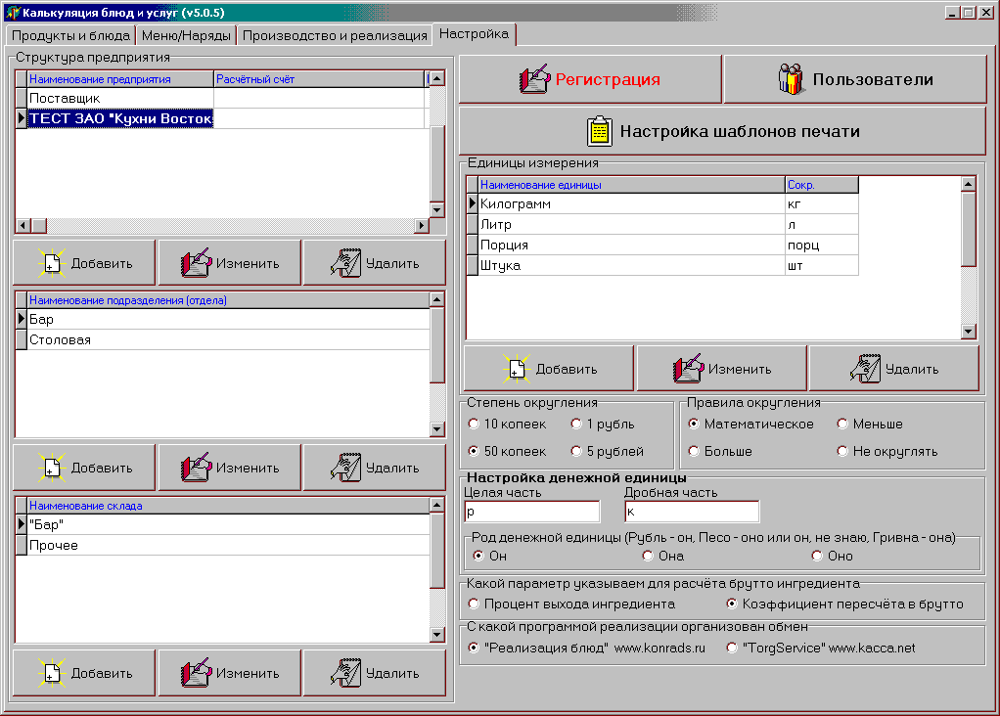 Калькуляция блюд и услуг (v5.0.5)
Продукты и блюда Меню/Наряды Производство и реализация Настройка
Структура предприятия
Наименование предприятия Расчётный счёт
Поставщик
ТЕСТ ЗАО "Кухни Восток
Добавить Изменить Удалить
Наименование подразделения (отдела)
Бар
Столовая
Добавить Изменить Удалить
Наименование склада
"Бар"
Прочее
Добавить Изменить Удалить
Регистрация Пользователи
Настройка шаблонов печати
Единицы измерения
Наименование единицы Сокр.
Килограмм кг
Литр л
Порция порц
Штука шт
Добавить Изменить Удалить
Степень округления
10 копеек 1 рубль
50 копеек 5 рублей
Правила округления
Математическое Меньше
Больше Не округлять
Настройка денежной единицы
Целая часть Дробная часть
р к
Род денежной единицы (Рубль - он, Песо - оно или он, не знаю, Гривна - она)
Он Она Оно
Какой параметр указываем для расчёта брутто ингредиента
Процент выхода ингредиента Коэффициент пересчёта в брутто
С какой программой реализации организован обмен
"Реализация блюд" www.konrads.ru "TorgService" www.kacca.net